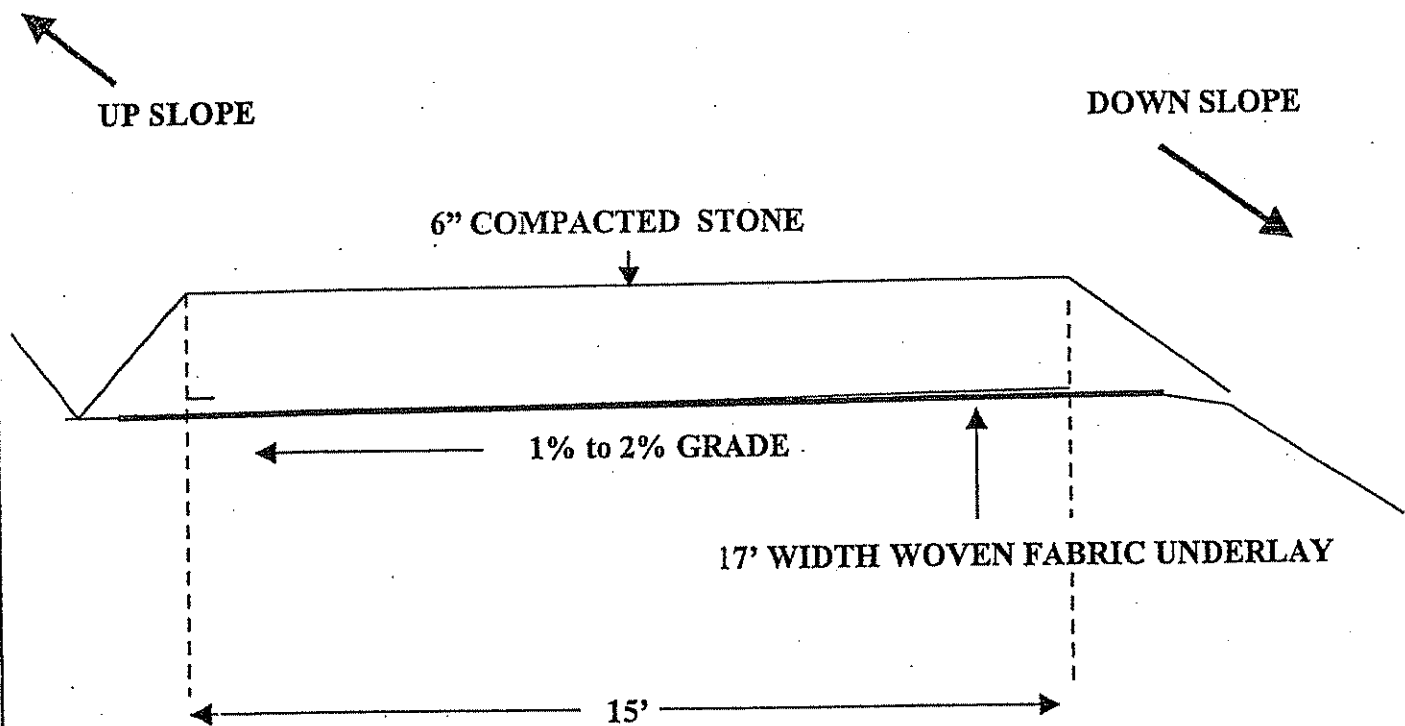 UP SLOPE
DOWN SLOPE
6” COMPACTED STONE
1% to 2% GRADE
17’ WIDTH WOVEN FABRIC UNDERLAY
15’